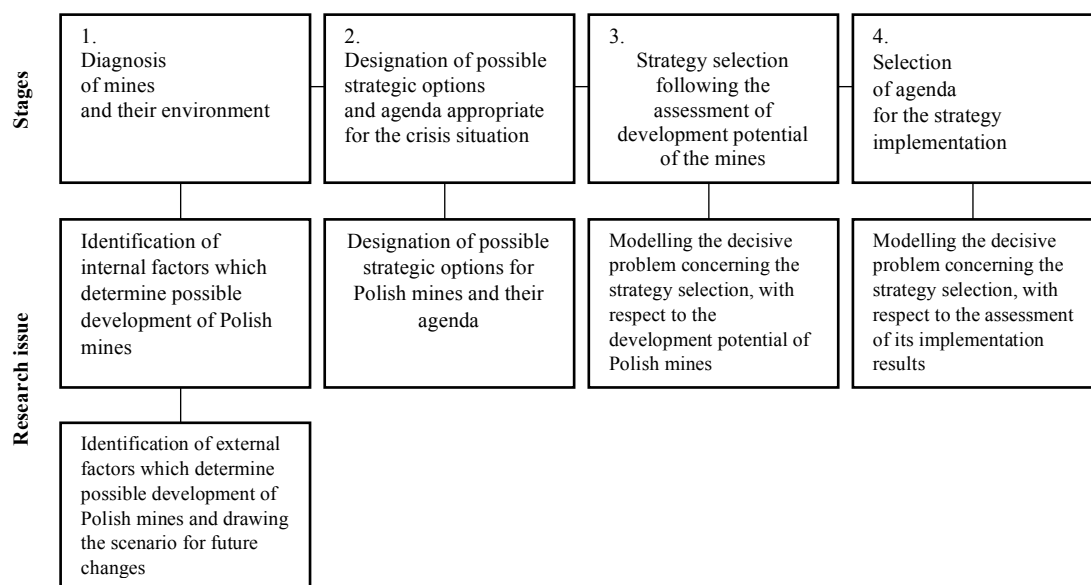 Stages
1.
Diagnosis
of mines
and their environment
2.
Designation of possible
strategic options
and agenda appropriate
for the crisis situation
3.
Strategy selection
following the
assessment of
development potential
of the mines
4.
Selection
of agenda
for the strategy
implementation
Research issue
Identification of
internal factors which
determine possible
development of Polish
mines
Designation of possible
strategic options for
Polish mines and their
agenda
Modelling the decisive
problem concerning the
strategy selection, with
respect to the
development potential of
Polish mines
Modelling the decisive
problem concerning the
strategy selection, with
respect to the assessment
of its implementation
results
Identification of external
factors which determine
possible development of
Polish mines and drawing
the scenario for future
changes